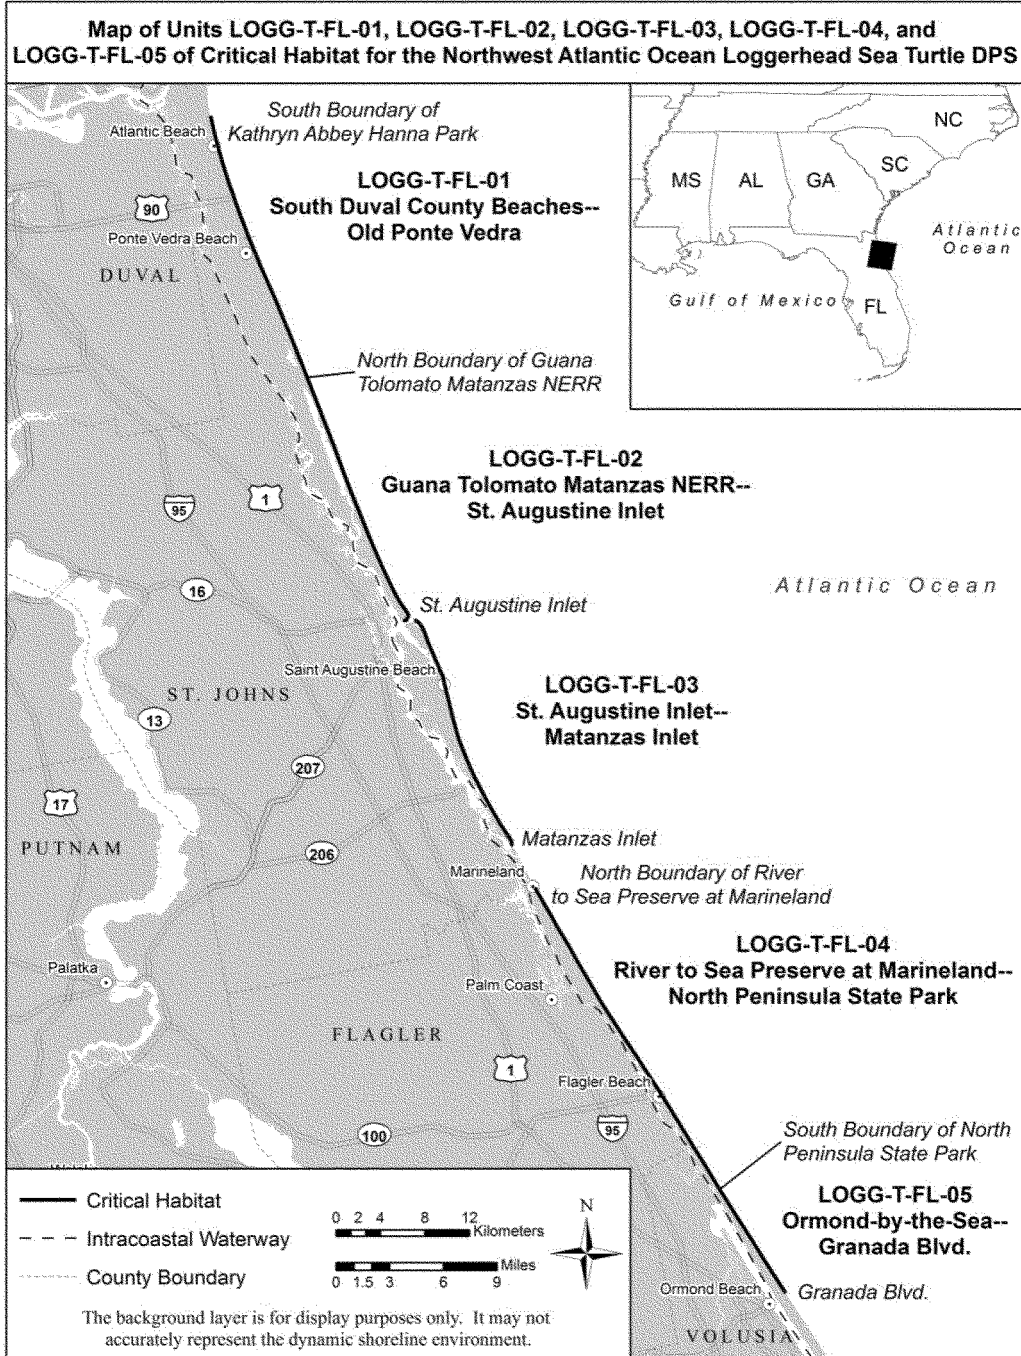 Map of Units LOGG-T-FL-01, LOGG-T-FL-02, LOGG-T-FL-03, LOGG-T-FL-04, and
LOGG-T-FL-05 of Critical Habitat for the Northwest Atlantic Ocean Loggerhead Sea Turtle DPS
South Boundary of
Kathryn Abbey Hanna Park
Atlantic Beach
LOGG-T-FL-01
South Duval County Beaches--
Old Ponte Vedra
90
Ponte Vedra Beach
DUVAL
NC
SC
MS
AL
GA
Atlantic
Ocean
Gulf of Mexico
FL
North Boundary of Guana
Tolomato Matanzas NERR
LOGG-T-FL-02
Guana Tolomato Matanzas NERR--
St. Augustine Inlet
1
95
16
Atlantic Ocean
St. Augustine Inlet
Saint Augustine Beach
ST. JOHNS
13
LOGG-T-FL-03
St. Augustine Inlet--
Matanzas Inlet
207
17
PUTNAM
206
Matanzas Inlet
Marineland
North Boundary of River
to Sea Preserve at Marineland
LOGG-T-FL-04
River to Sea Preserve at Marineland--
North Peninsula State Park
Palatka
Palm Coast
FLAGLER
1
Flagler Beach
95
100
South Boundary of North
Peninsula State Park
LOGG-T-FL-05
Ormond-by-the-Sea--
Granada Blvd.
Ormond Beach
Granada Blvd.
VOLUSIA
Critical Habitat
Intracoastal Waterway
County Boundary
0 2 4 8 12
Kilometers
Miles
0 1.5 3 6 9
N
The background layer is for display purposes only. It may not
accurately represent the dynamic shoreline environment.